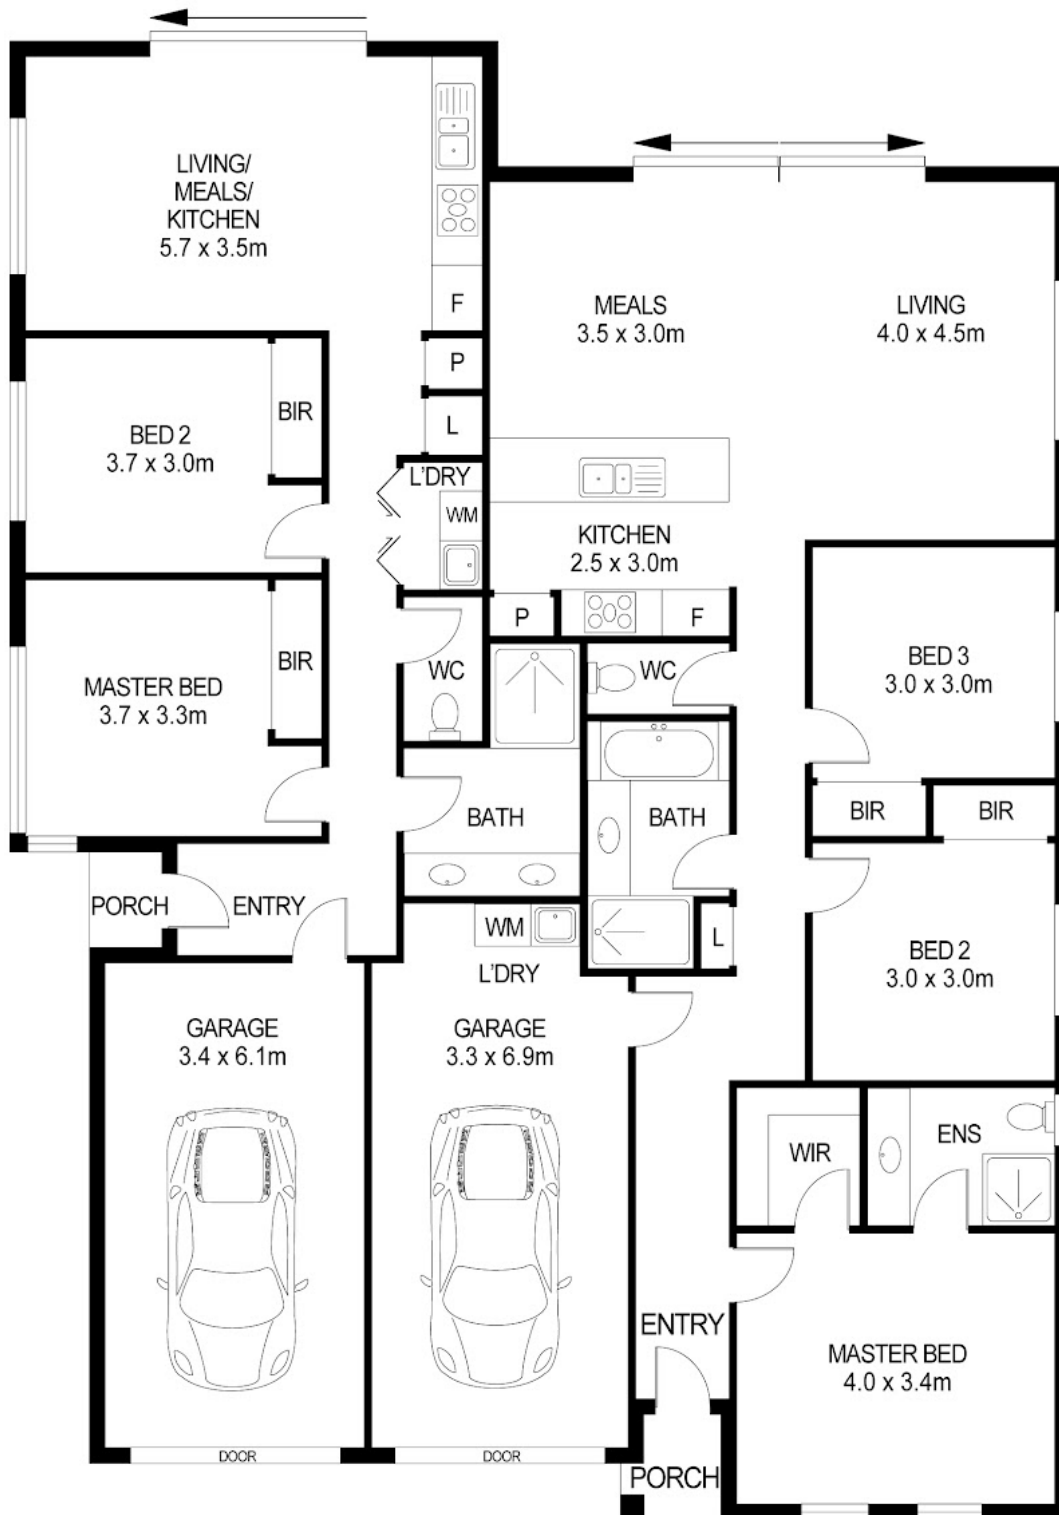 LIVING/
MEALS/
KITCHEN
5.7 x 3.5m
F
P
L
MEALS
3.5 x 3.0m
LIVING
4.0 x 4.5m
BIR
BED 2
3.7 x 3.0m
L'DRY
WM
KITCHEN
2.5 x 3.0m
P
F
BIR
MASTER BED
3.7 x 3.3m
WC
WC
BED 3
3.0 x 3.0m
BATH
BATH
BIR
BIR
PORCH
ENTRY
WM
L'DRY
L
BED 2
3.0 x 3.0m
GARAGE
3.4 x 6.1m
GARAGE
3.3 x 6.9m
WIR
ENS
ENTRY
MASTER BED
4.0 x 3.4m
DOOR
DOOR
PORCH